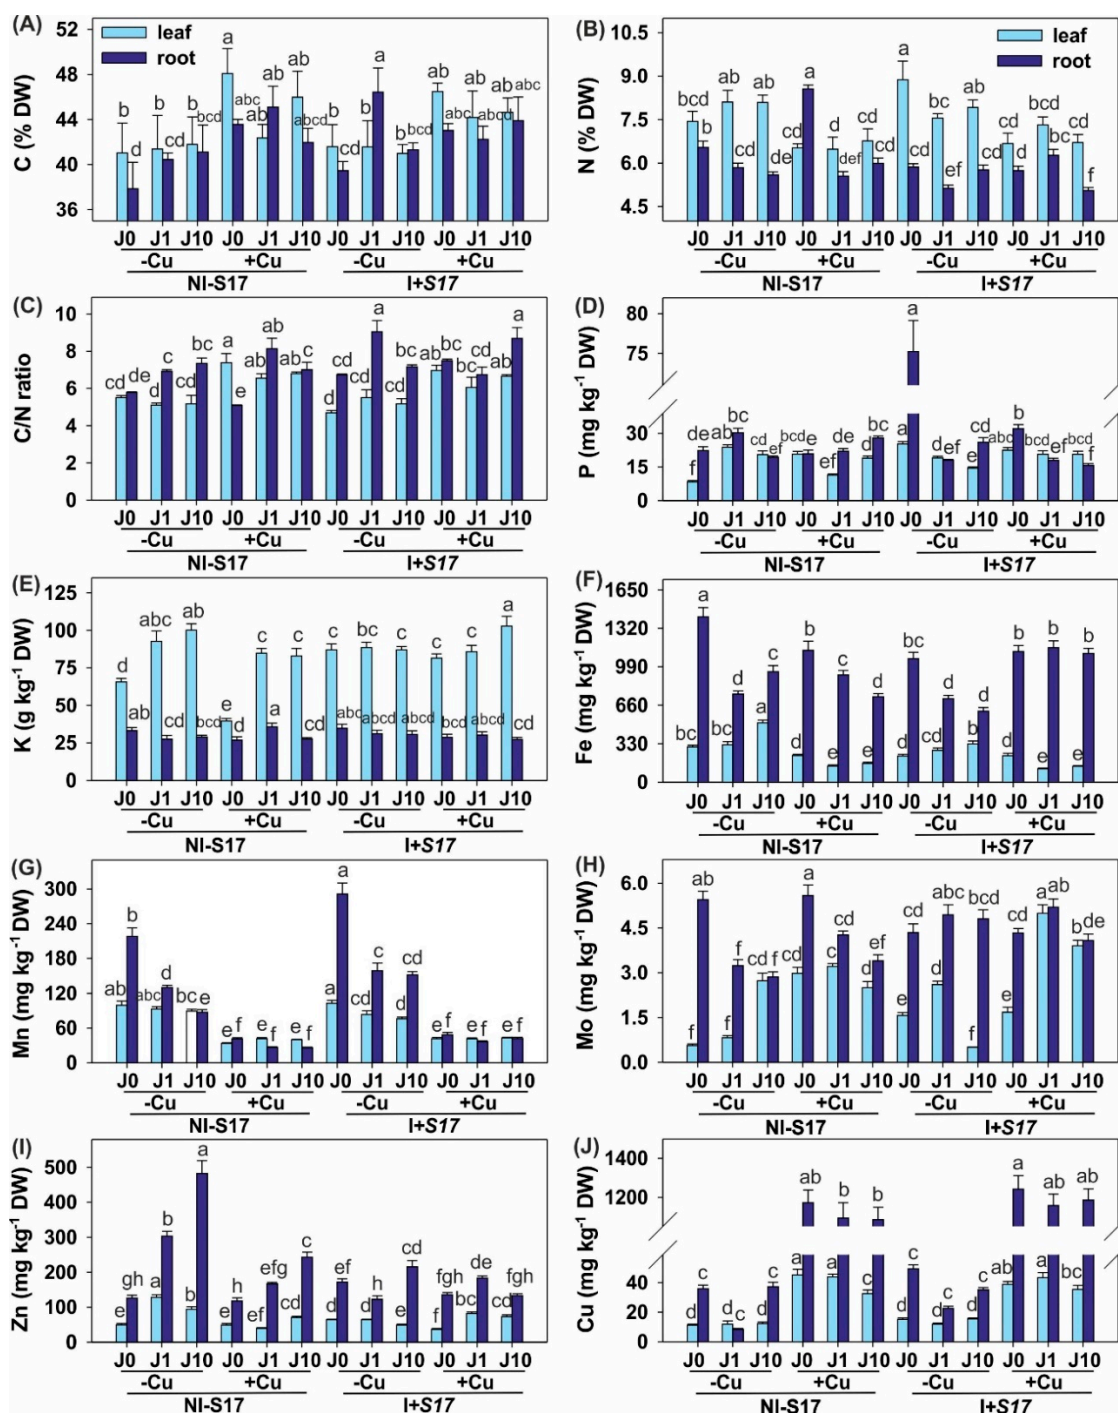 (A)
C (% DW)
52
48
44
40
36
leaf
root
b d b cd b bcd a abc ab ab ab bcd b cd b a b bcd ab abc ab abc ab abc
J0 J1 J10 J0 J1 J10 J0 J1 J10 J0 J1 J10
-Cu +Cu -Cu +Cu
NI-S17 I+S17
(B)
N (% DW)
10.5
9.0
7.5
6.0
4.5
leaf
root
bcd b ab cd ab de cd a d def cd cd a cd bc ef ab cd cd d bcd bc cd f
J0 J1 J10 J0 J1 J10 J0 J1 J10 J0 J1 J10
-Cu +Cu -Cu +Cu
NI-S17 I+S17
(C)
C/N ratio
10
8
6
4
2
0
cd de d c cd bc a e ab ab ab c d cd cd a cd bc ab ab bc cd ab a
J0 J1 J10 J0 J1 J10 J0 J1 J10 J0 J1 J10
-Cu +Cu -Cu +Cu
NI-S17 I+S17
(D)
P (mg kg⁻¹ DW)
80
75
30
15
0
f de ab bc cd ef bcd e ef de d bc a a d ef e cd abc b bcd ef bcd f
J0 J1 J10 J0 J1 J10 J0 J1 J10 J0 J1 J10
-Cu +Cu -Cu +Cu
NI-S17 I+S17
(E)
K (g kg⁻¹ DW)
125
100
75
50
25
0
d ab abc cd ab bcd e d c a c cd c abc bc abcd c abcd c bcd c abcd a cd
J0 J1 J10 J0 J1 J10 J0 J1 J10 J0 J1 J10
-Cu +Cu -Cu +Cu
NI-S17 I+S17
(F)
Fe (mg kg⁻¹ DW)
1650
1320
990
660
330
0
bc a bc d a c d b e c e d d bc cd d b d d b e b e b
J0 J1 J10 J0 J1 J10 J0 J1 J10 J0 J1 J10
-Cu +Cu -Cu +Cu
NI-S17 I+S17
(G)
Mn (mg kg⁻¹ DW)
300
240
180
120
60
0
ab b abc d bc e e f e f e f a a cd c d cd e f e f e f
J0 J1 J10 J0 J1 J10 J0 J1 J10 J0 J1 J10
-Cu +Cu -Cu +Cu
NI-S17 I+S17
(H)
Mo (mg kg⁻¹ DW)
6.0
4.5
3.0
1.5
0.0
f ab f f cd f cd a c cd d ef e cd d abc f bcd e cd a ab b de
J0 J1 J10 J0 J1 J10 J0 J1 J10 J0 J1 J10
-Cu +Cu -Cu +Cu
NI-S17 I+S17
(I)
Zn (mg kg⁻¹ DW)
500
400
300
200
100
0
e gh a b b a e h ef efg cd c d ef d h e cd f fgh bc de cd fgh
J0 J1 J10 J0 J1 J10 J0 J1 J10 J0 J1 J10
-Cu +Cu -Cu +Cu
NI-S17 I+S17
(J)
Cu (mg kg⁻¹ DW)
1400
1200
40
20
0
d c d c d c a ab a b c b d c d c d c ab a a ab bc ab
J0 J1 J10 J0 J1 J10 J0 J1 J10 J0 J1 J10
-Cu +Cu -Cu +Cu
NI-S17 I+S17